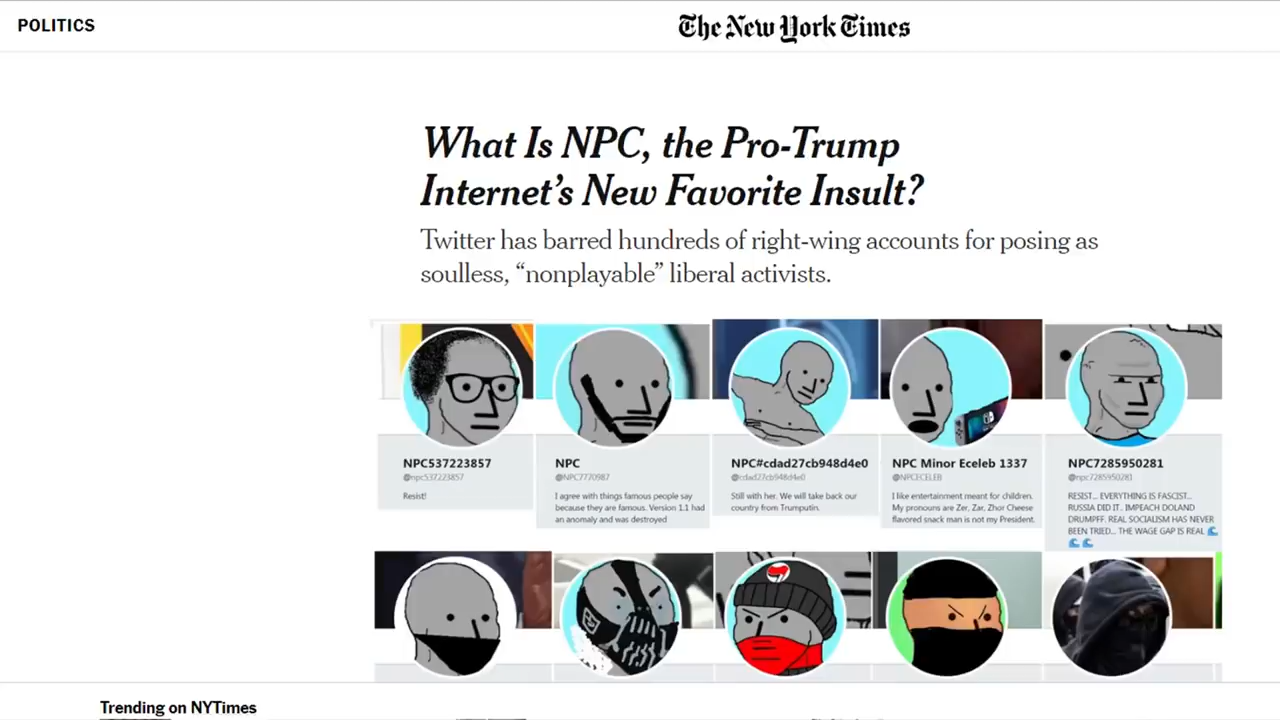 POLITICS
The New York Times
What Is NPC, the Pro-Trump
Internet's New Favorite Insult?
Twitter has barred hundreds of right-wing accounts for posing as
soulless, “nonplayable” liberal activists.
NPC537223857
@npc537223857
Resist!
NPC
@NPC7770987
I agree with things famous people say
because they are famous. Version 1.1 had
an anomaly and was destroyed
NPC#cdad27cb948d4e0
@cdad27cb948d4e0
Still with her. We will take back our
country from Trumputin.
NPC Minor Eceleb 1337
@NPCECELEB
I like entertainment meant for children.
My pronouns are Zer, Zar, Zhor Cheese
flavored snack man is not my President.
NPC7285950281
@npc7285950281
RESIST... EVERYTHING IS FASCIST...
RUSSIA DID IT.. IMPEACH DOLAND
DRUMPFF. REAL SOCIALISM HAS NEVER
BEEN TRIED... THE WAGE GAP IS REAL 🌊
🌊 🌊
Trending on NYTimes